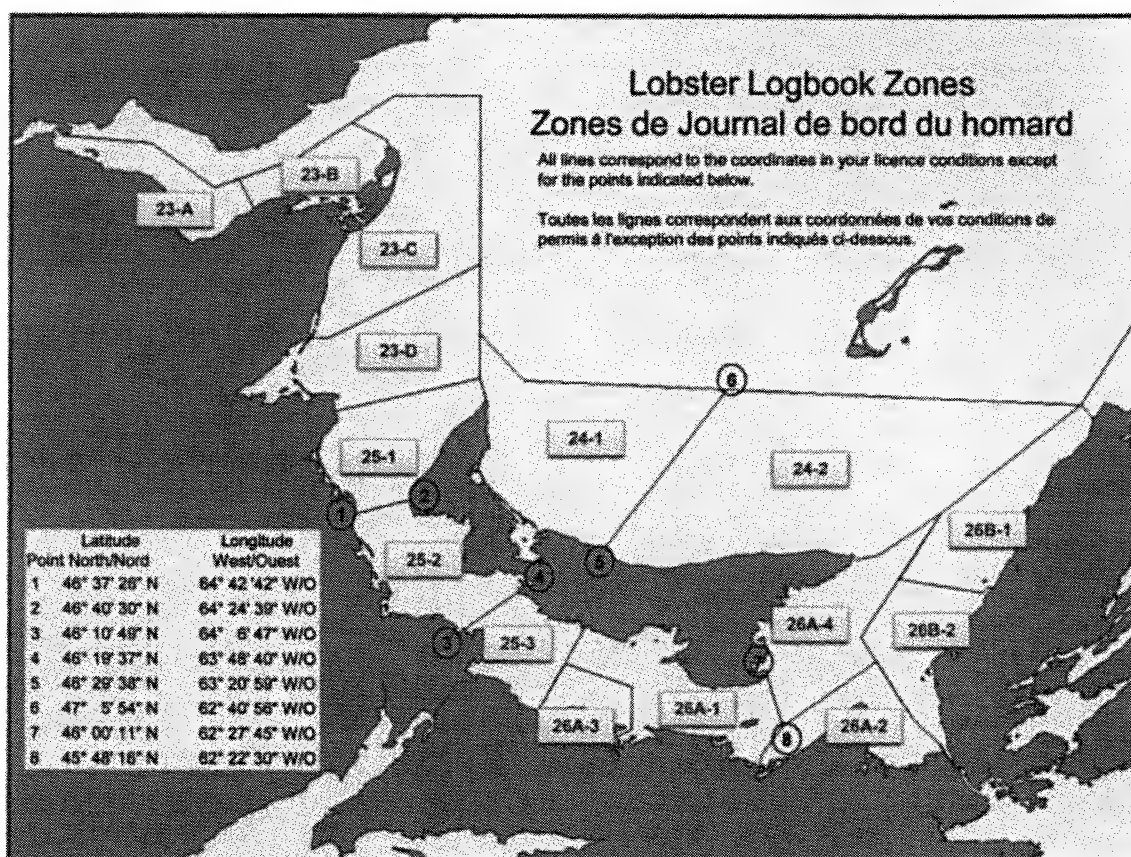 Lobster Logbook Zones
Zones de Journal de bord du homard
All lines correspond to the coordinates in your licence conditions except
for the points indicated below.
Toutes les lignes correspondent aux coordonnées de vos conditions de
permis à l'exception des points indiqués ci-dessous.
23-B
23-A
23-C
23-D
6
24-1
25-1
24-2
2
1
26B-1
25-2
5
4
26A-4
26B-2
3
25-3
7
26A-3
26A-1
26A-2
8
Latitude Longitude
Point North/Nord West/Ouest
1 46° 37' 26" N 64° 42' 42" W/O
2 46° 40' 30" N 64° 24' 39" W/O
3 46° 10' 49" N 64° 6' 47" W/O
4 46° 19' 37" N 63° 48' 40" W/O
5 46° 29' 38" N 63° 20' 59" W/O
6 47° 5' 54" N 62° 40' 56" W/O
7 46° 00' 11" N 62° 27' 45" W/O
8 45° 48' 16" N 62° 22' 30" W/O